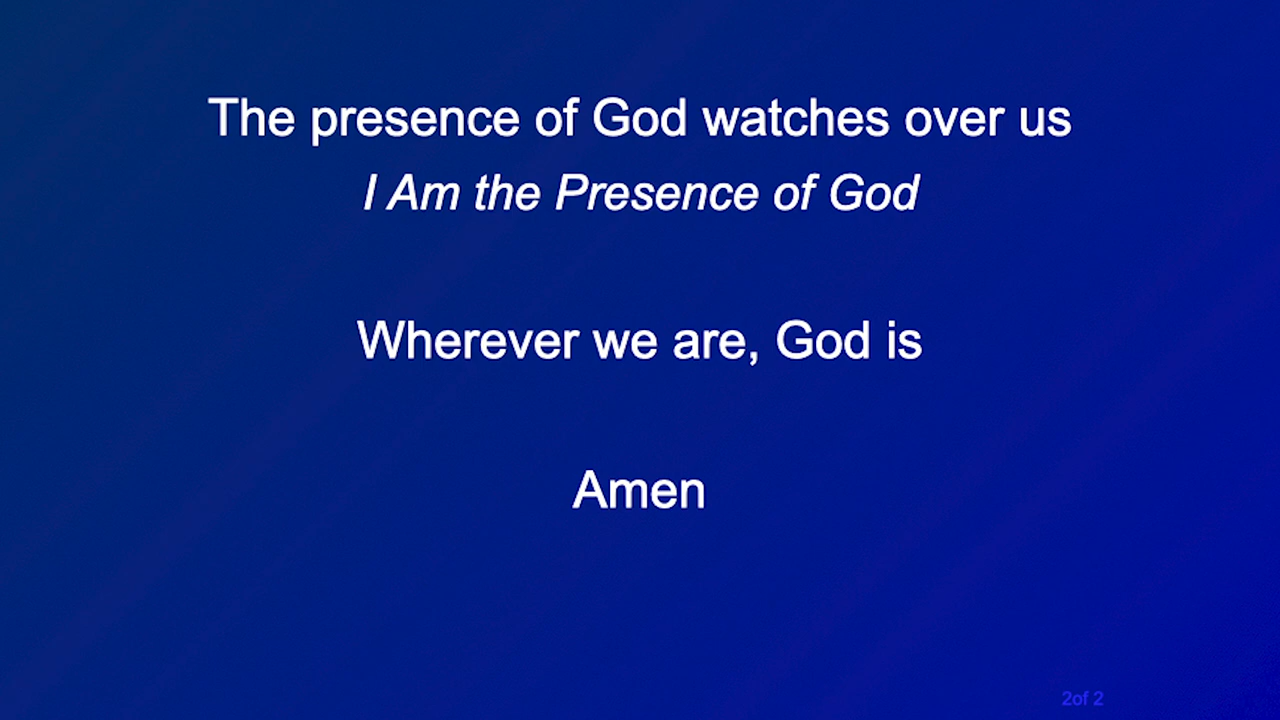 The presence of God watches over us
I Am the Presence of God
Wherever we are, God is
Amen
2of 2